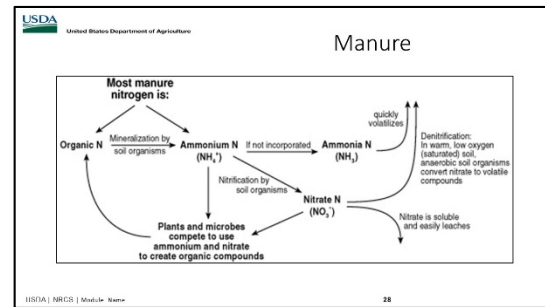 USDA
United States Department of Agriculture
Manure
Most manure
nitrogen is:
Organic N
Mineralization by
soil organisms
Ammonium N
(NH₄⁺)
If not incorporated
Ammonia N
(NH₃)
quickly
volatilizes
Denitrification:
In warm, low oxygen
(saturated) soil,
anaerobic soil organisms
convert nitrate to volatile
compounds
Nitrification by
soil organisms
Nitrate N
(NO₃⁻)
Nitrate is soluble
and easily leaches
Plants and microbes
compete to use
ammonium and nitrate
to create organic compounds
USDA | NRCS | Module Name
28